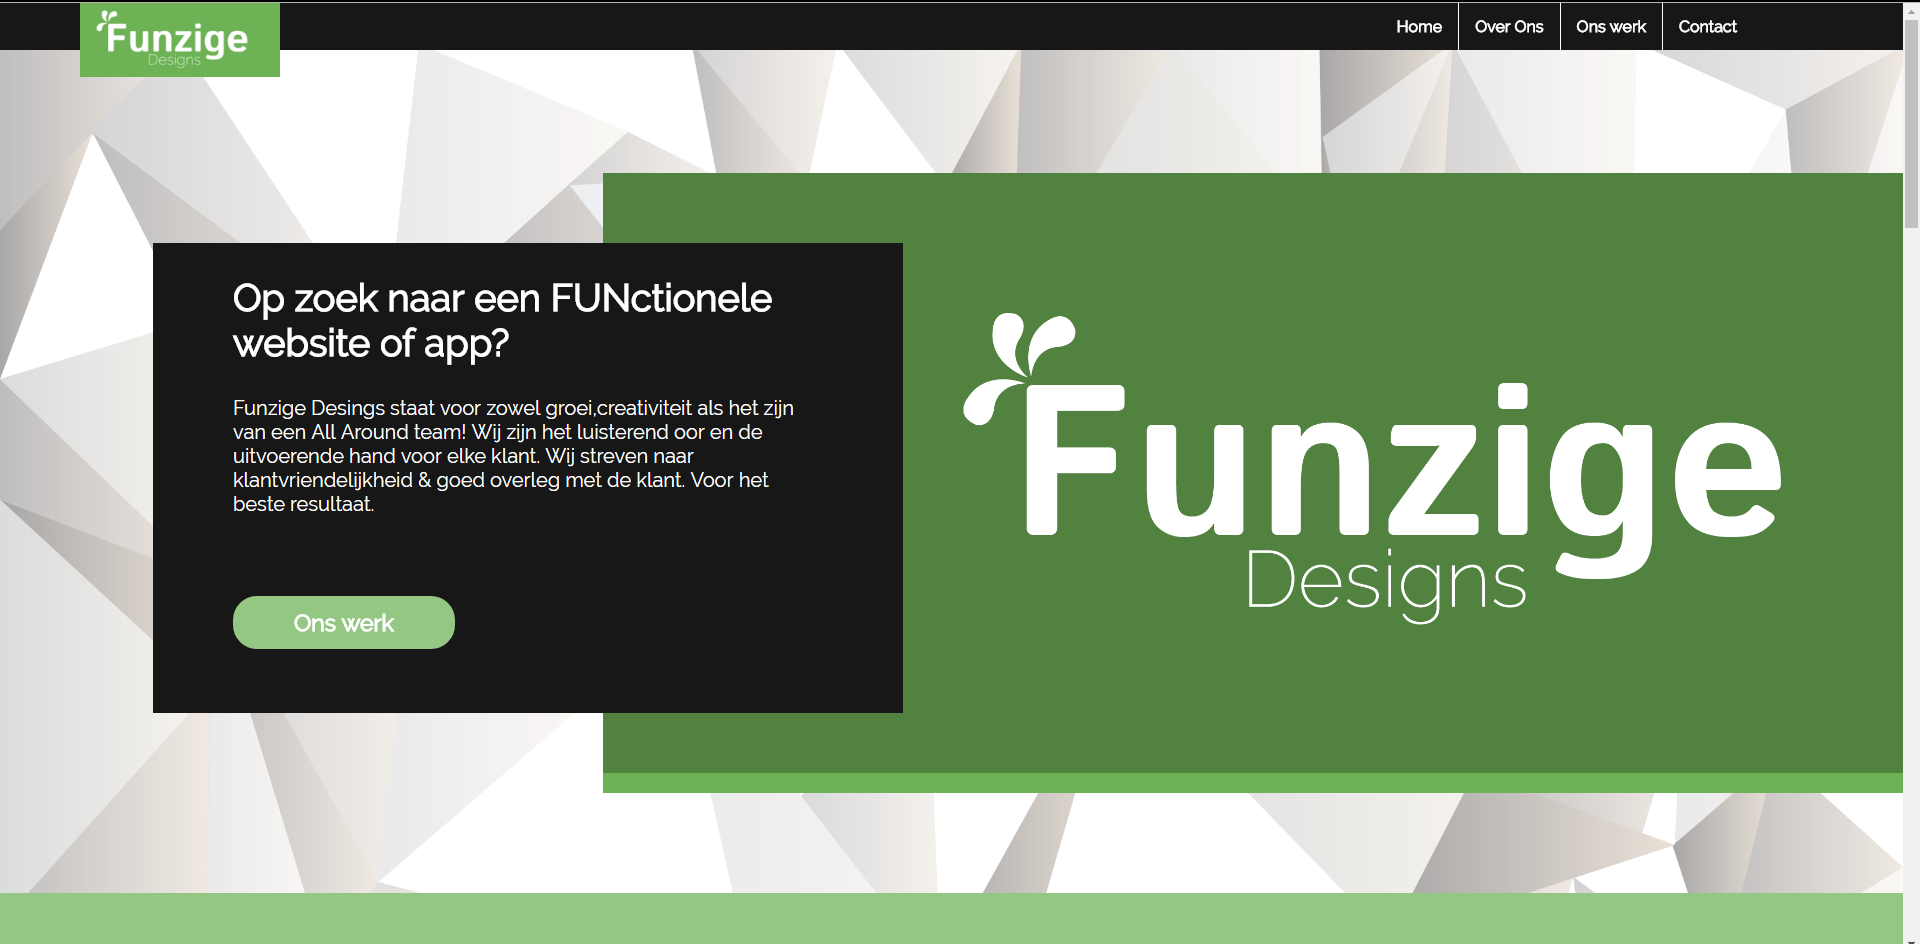 Funzige
Designs
Home
Over Ons
Ons werk
Contact
Op zoek naar een FUNctionele
website of app?
Funzige Desings staat voor zowel groei,creativiteit als het zijn
van een All Around team! Wij zijn het luisterend oor en de
uitvoerende hand voor elke klant. Wij streven naar
klantvriendelijkheid & goed overleg met de klant. Voor het
beste resultaat.
Ons werk
Funzige
Designs